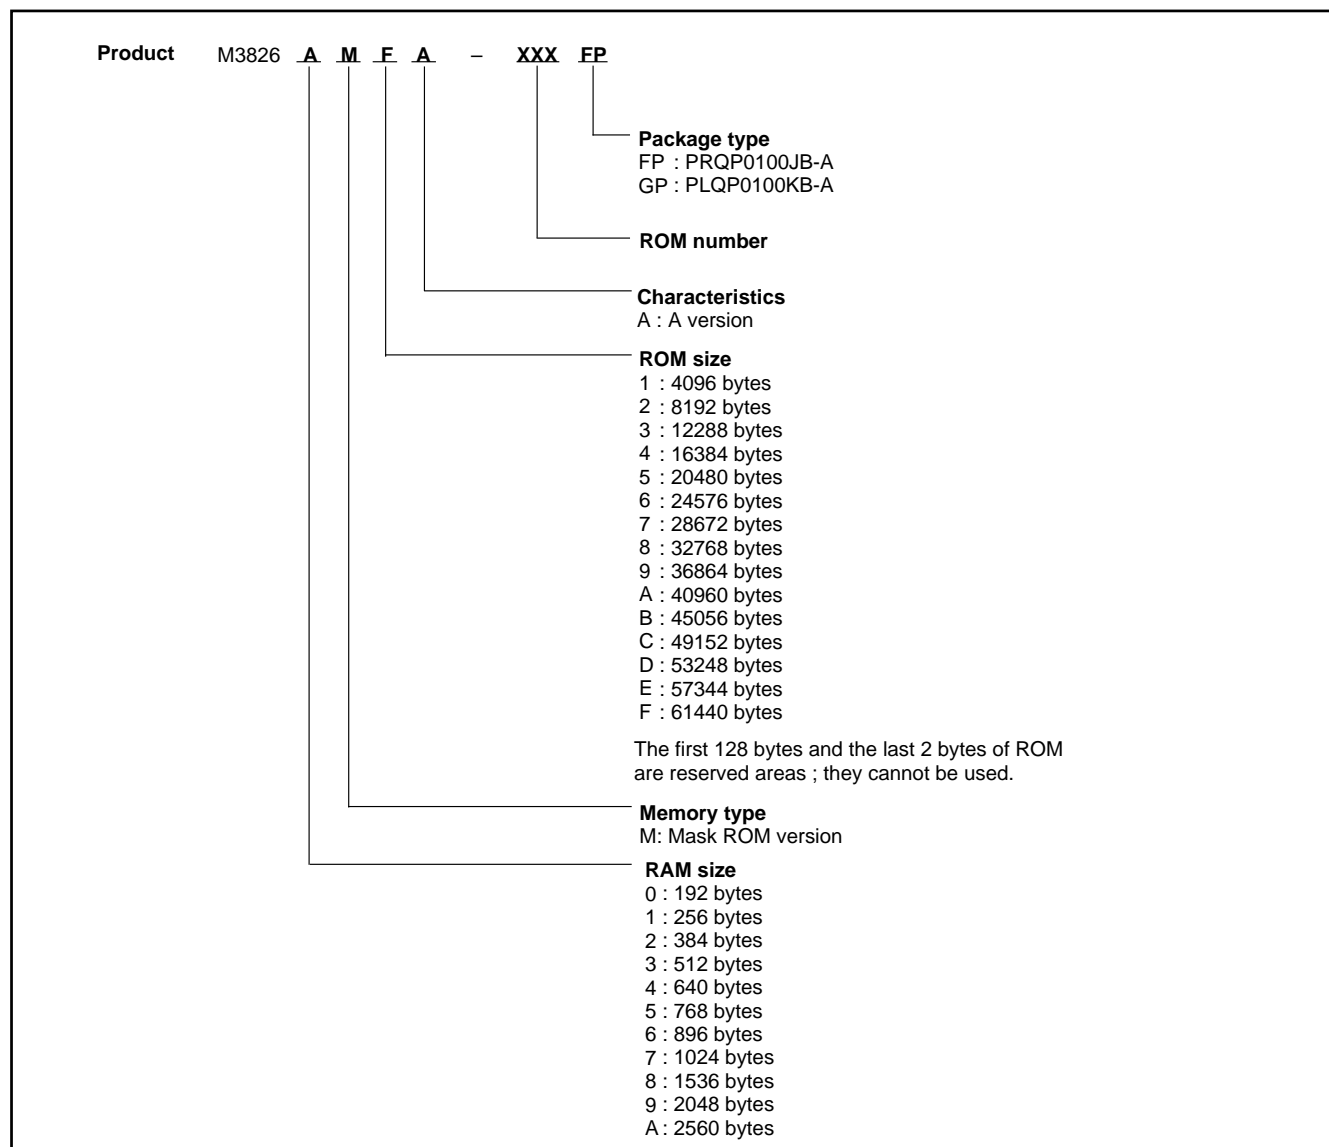 Product M3826 A M F A – XXX FP
Package type
FP : PRQP0100JB-A
GP : PLQP0100KB-A
ROM number
Characteristics
A : A version
ROM size
1 : 4096 bytes
2 : 8192 bytes
3 : 12288 bytes
4 : 16384 bytes
5 : 20480 bytes
6 : 24576 bytes
7 : 28672 bytes
8 : 32768 bytes
9 : 36864 bytes
A : 40960 bytes
B : 45056 bytes
C : 49152 bytes
D : 53248 bytes
E : 57344 bytes
F : 61440 bytes
The first 128 bytes and the last 2 bytes of ROM
are reserved areas ; they cannot be used.
Memory type
M: Mask ROM version
RAM size
0 : 192 bytes
1 : 256 bytes
2 : 384 bytes
3 : 512 bytes
4 : 640 bytes
5 : 768 bytes
6 : 896 bytes
7 : 1024 bytes
8 : 1536 bytes
9 : 2048 bytes
A : 2560 bytes